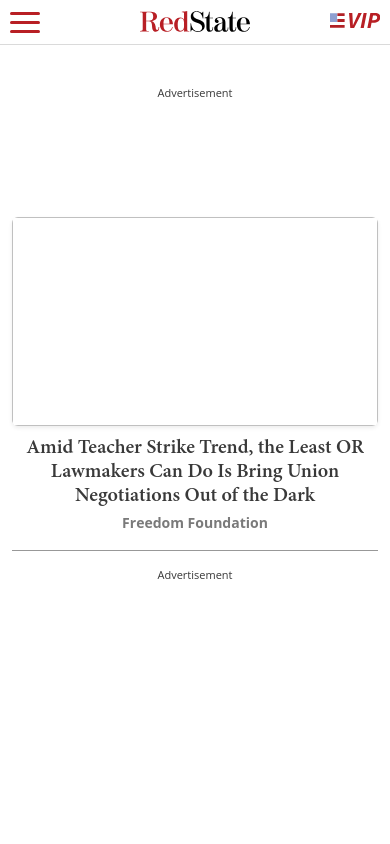 RedState
VIP
Advertisement
Amid Teacher Strike Trend, the Least OR
Lawmakers Can Do Is Bring Union
Negotiations Out of the Dark
Freedom Foundation
Advertisement